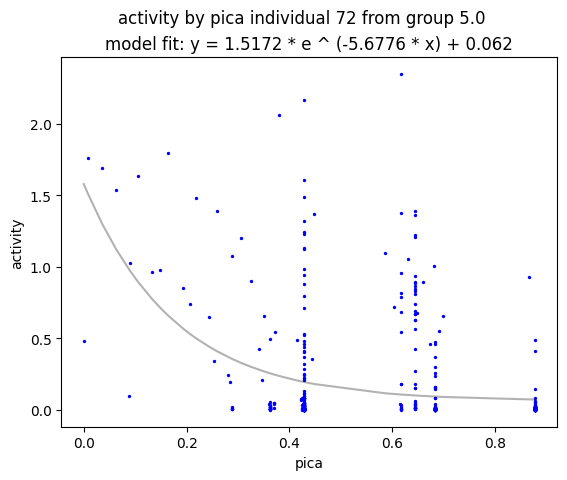 activity by pica individual 72 from group 5.0
model fit: y = 1.5172 * e ^ (-5.6776 * x) + 0.062
2.0
1.5
1.0
0.5
0.0
activity
0.0 0.2 0.4 0.6 0.8
pica